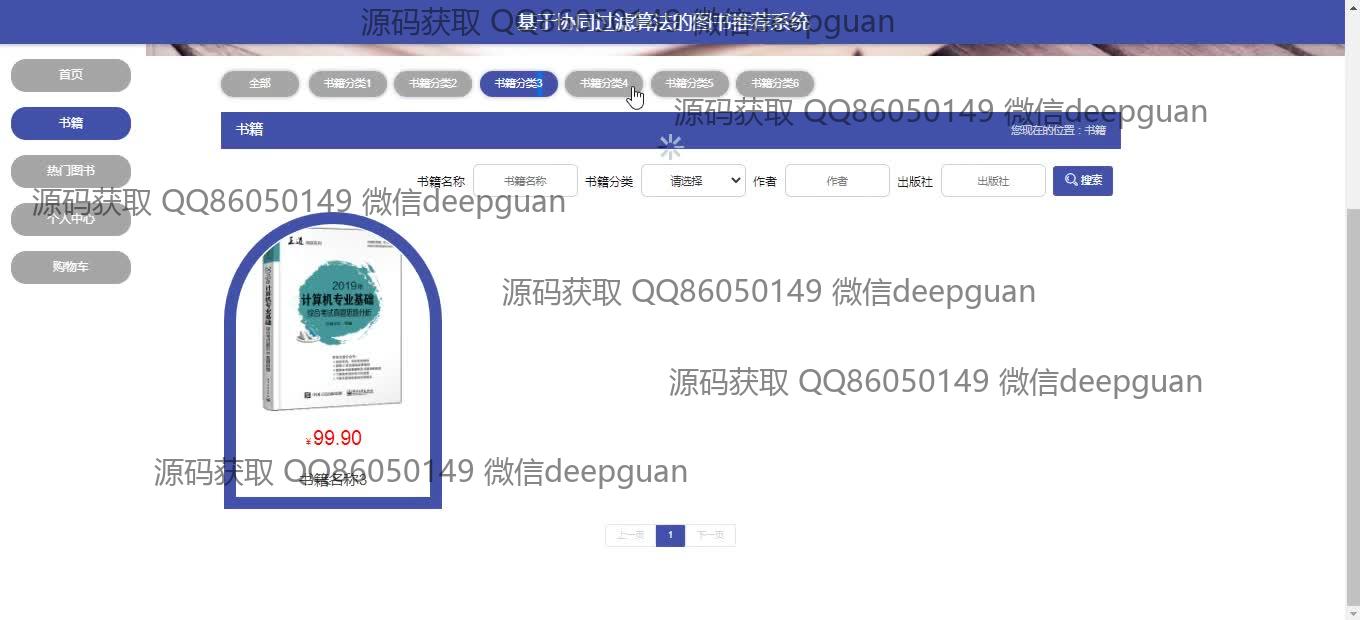 基于协同过滤算法的图书推荐系统
源码获取 QQ86050149 微信deepguan
首页
书籍
热门图书
个人中心
购物车
全部 书籍分类1 书籍分类2 书籍分类3 书籍分类4 书籍分类5 书籍分类6
源码获取 QQ86050149 微信deepguan
书籍 您现在的位置：书籍
书籍名称 书籍名称 书籍分类 请选择 作者 作者 出版社 出版社 搜索
源码获取 QQ86050149 微信deepguan
王道
2019年
计算机专业基础
综合考试真题思路分析
源码获取 QQ86050149 微信deepguan
源码获取 QQ86050149 微信deepguan
¥99.90
源码获取 QQ86050149 微信deepguan
书籍名称3
上一页 1 下一页